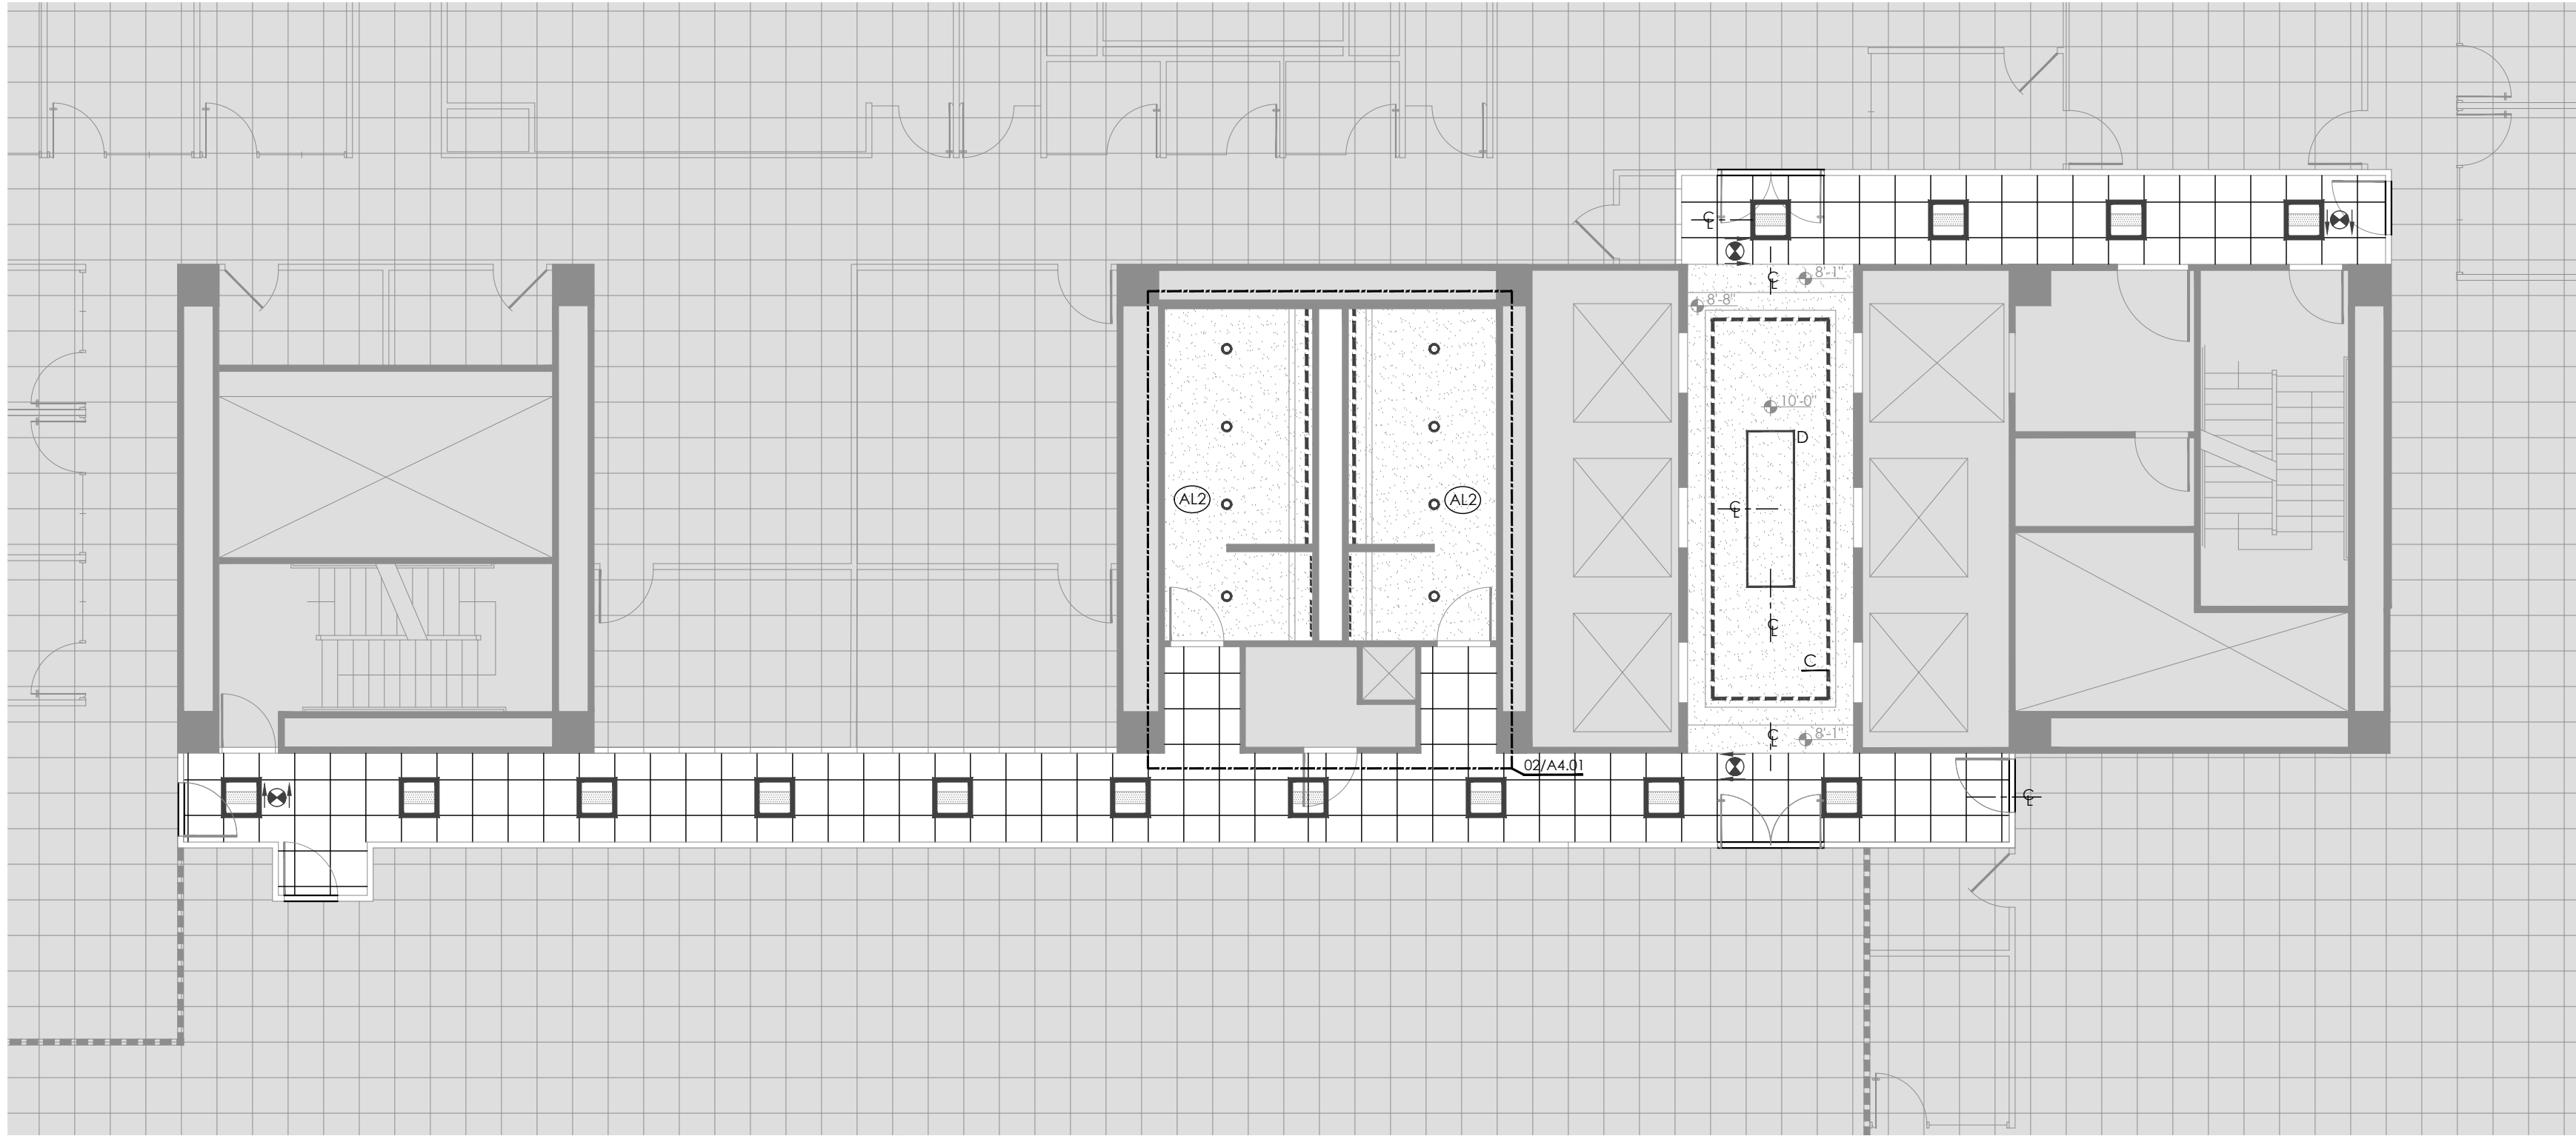 ℄
℄
8'-1"
8'-8"
10'-0"
D
AL2
AL2
℄
℄
C
℄
8'-1"
02/A4.01
℄